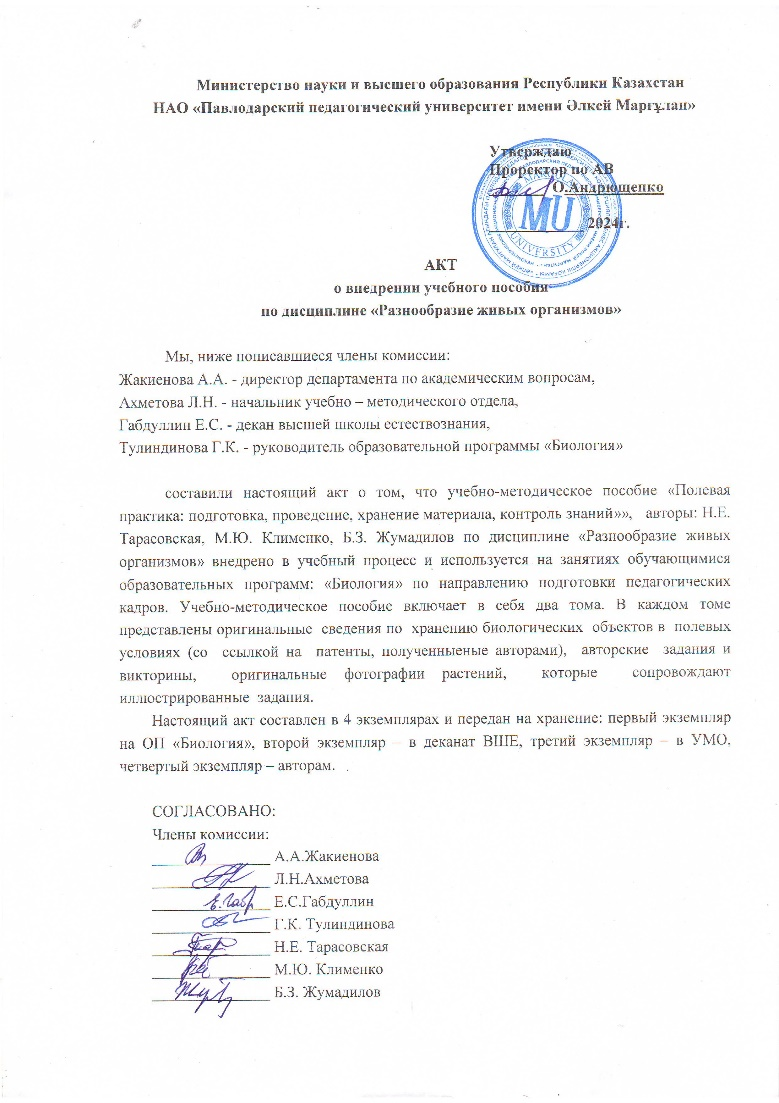 Министерство науки и высшего образования Республики Казахстан
НАО «Павлодарский педагогический университет имени Әлкей Марғұлан»
Утверждаю
Проректор по АВ
О.Андрющенко
2024г.
MU
UNIVERSITY
АКТ
о внедрении учебного пособия
по дисциплине «Разнообразие живых организмов»
Мы, ниже пописавшиеся члены комиссии:
Жакиенова А.А. - директор департамента по академическим вопросам,
Ахметова Л.Н. - начальник учебно – методического отдела,
Габдуллин Е.С. - декан высшей школы естествознания,
Тулиндинова Г.К. - руководитель образовательной программы «Биология»
составили настоящий акт о том, что учебно-методическое пособие «Полевая
практика: подготовка, проведение, хранение материала, контроль знаний»», авторы: Н.Е.
Тарасовская, М.Ю. Клименко, Б.З. Жумадилов по дисциплине «Разнообразие живых
организмов» внедрено в учебный процесс и используется на занятиях обучающимися
образовательных программ: «Биология» по направлению подготовки педагогических
кадров. Учебно-методическое пособие включает в себя два тома. В каждом томе
представлены оригинальные сведения по хранению биологических объектов в полевых
условиях (со ссылкой на патенты, полученныеные авторами), авторские задания и
викторины, оригинальные фотографии растений, которые сопровождают
иллюстрированные задания.
Настоящий акт составлен в 4 экземплярах и передан на хранение: первый экземпляр
на ОП «Биология», второй экземпляр – в деканат ВШЕ, третий экземпляр – в УМО,
четвертый экземпляр – авторам.
СОГЛАСОВАНО:
Члены комиссии:
А.А.Жакиенова
Л.Н.Ахметова
Е.С.Габдуллин
Г.К. Тулиндинова
Н.Е. Тарасовская
М.Ю. Клименко
Б.З. Жумадилов